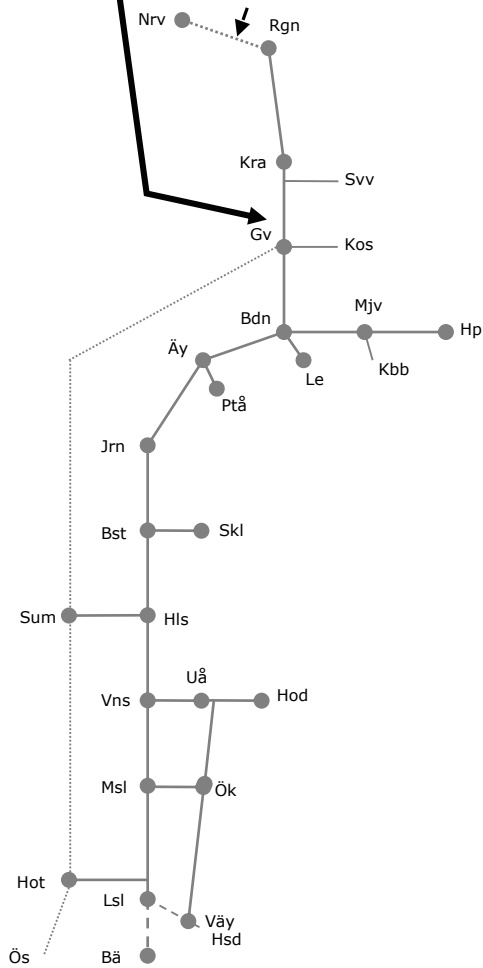 Nrv
Rgn
Kra
Svv
Gv
Kos
Bdn
Mjv
Hp
Äy
Le
Kbb
Ptå
Jrn
Bst
Skl
Sum
Hls
Uå
Vns
Hod
Msl
Ök
Hot
Lsl
Väy
Hsd
Ös
Bä